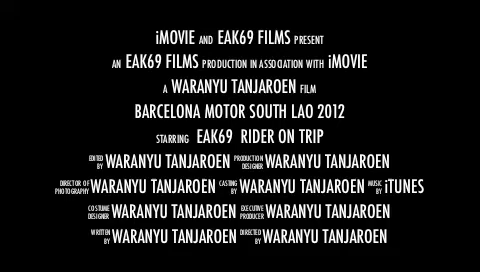 iMOVIE AND EAK69 FILMS PRESENT
AN EAK69 FILMS PRODUCTION IN ASSOCIATION WITH iMOVIE
A WARANYU TANJAROEN FILM
BARCELONA MOTOR SOUTH LAO 2012
STARRING EAK69 RIDER ON TRIP
EDITED BY WARANYU TANJAROEN PRODUCTION DESIGNER WARANYU TANJAROEN
DIRECTOR OF PHOTOGRAPHY WARANYU TANJAROEN CASTING BY WARANYU TANJAROEN MUSIC BY iTUNES
COSTUME DESIGNER WARANYU TANJAROEN EXECUTIVE PRODUCER WARANYU TANJAROEN
WRITTEN BY WARANYU TANJAROEN DIRECTED BY WARANYU TANJAROEN